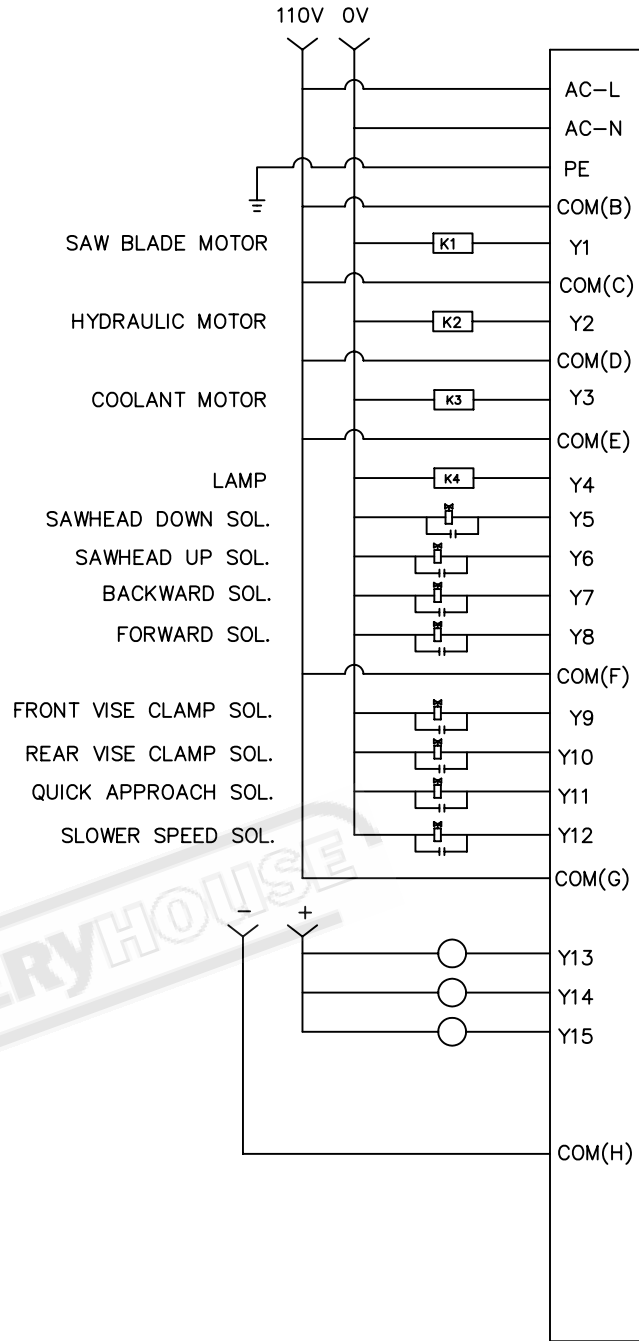 110V 0V
AC-L
AC-N
PE
COM(B)
SAW BLADE MOTOR K1 Y1
COM(C)
HYDRAULIC MOTOR K2 Y2
COM(D)
COOLANT MOTOR K3 Y3
COM(E)
LAMP K4 Y4
SAWHEAD DOWN SOL. Y5
SAWHEAD UP SOL. Y6
BACKWARD SOL. Y7
FORWARD SOL. Y8
COM(F)
FRONT VISE CLAMP SOL. Y9
REAR VISE CLAMP SOL. Y10
QUICK APPROACH SOL. Y11
SLOWER SPEED SOL. Y12
COM(G)
- +
Y13
Y14
Y15
COM(H)
LRYHOUSE